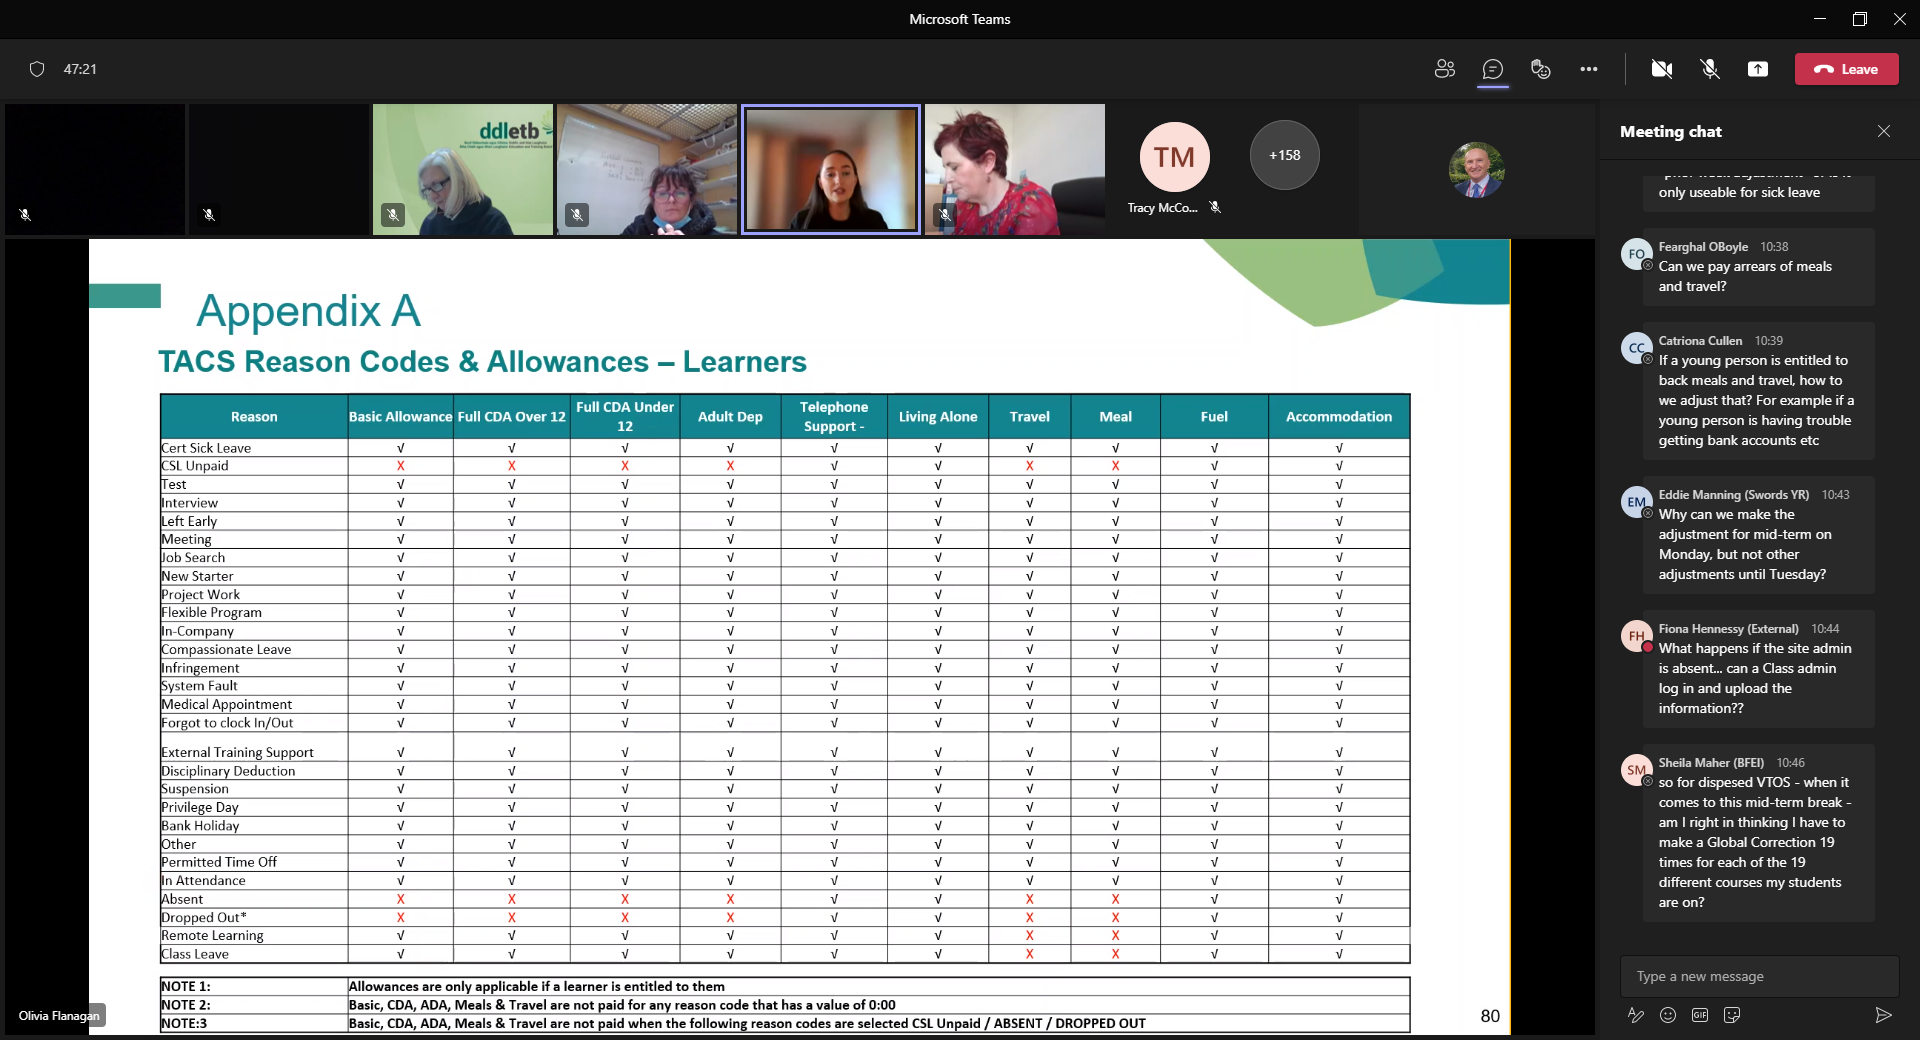 Microsoft Teams
47:21
Leave
ddletb
TM
+158
Tracy McCo...
Meeting chat
only useable for sick leave
FO
Fearghal OBoyle 10:38
Can we pay arrears of meals
and travel?
CC
Catriona Cullen 10:39
If a young person is entitled to
back meals and travel, how to
we adjust that? For example if a
young person is having trouble
getting bank accounts etc
EM
Eddie Manning (Swords YR) 10:43
Why can we make the
adjustment for mid-term on
Monday, but not other
adjustments until Tuesday?
FH
Fiona Hennessy (External) 10:44
What happens if the site admin
is absent... can a Class admin
log in and upload the
information??
SM
Sheila Maher (BFEI) 10:46
so for dispesed VTOS - when it
comes to this mid-term break -
am I right in thinking I have to
make a Global Correction 19
times for each of the 19
different courses my students
are on?
Type a new message
GIF
Appendix A
TACS Reason Codes & Allowances – Learners
Reason Basic Allowance Full CDA Over 12 Full CDA Under 12 Adult Dep Telephone Support - Living Alone Travel Meal Fuel Accommodation
Cert Sick Leave √ √ √ √ √ √ √ √ √ √
CSL Unpaid X X X X √ √ X X √ √
Test √ √ √ √ √ √ √ √ √ √
Interview √ √ √ √ √ √ √ √ √ √
Left Early √ √ √ √ √ √ √ √ √ √
Meeting √ √ √ √ √ √ √ √ √ √
Job Search √ √ √ √ √ √ √ √ √ √
New Starter √ √ √ √ √ √ √ √ √ √
Project Work √ √ √ √ √ √ √ √ √ √
Flexible Program √ √ √ √ √ √ √ √ √ √
In-Company √ √ √ √ √ √ √ √ √ √
Compassionate Leave √ √ √ √ √ √ √ √ √ √
Infringement √ √ √ √ √ √ √ √ √ √
System Fault √ √ √ √ √ √ √ √ √ √
Medical Appointment √ √ √ √ √ √ √ √ √ √
Forgot to clock In/Out √ √ √ √ √ √ √ √ √ √
External Training Support √ √ √ √ √ √ √ √ √ √
Disciplinary Deduction √ √ √ √ √ √ √ √ √ √
Suspension √ √ √ √ √ √ √ √ √ √
Privilege Day √ √ √ √ √ √ √ √ √ √
Bank Holiday √ √ √ √ √ √ √ √ √ √
Other √ √ √ √ √ √ √ √ √ √
Permitted Time Off √ √ √ √ √ √ √ √ √ √
In Attendance √ √ √ √ √ √ √ √ √ √
Absent X X X X √ √ X X √ √
Dropped Out* X X X X √ √ X X √ √
Remote Learning √ √ √ √ √ √ X X √ √
Class Leave √ √ √ √ √ √ X X √ √
NOTE 1: Allowances are only applicable if a learner is entitled to them
NOTE 2: Basic, CDA, ADA, Meals & Travel are not paid for any reason code that has a value of 0:00
NOTE:3 Basic, CDA, ADA, Meals & Travel are not paid when the following reason codes are selected CSL Unpaid / ABSENT / DROPPED OUT
80
Olivia Flanagan